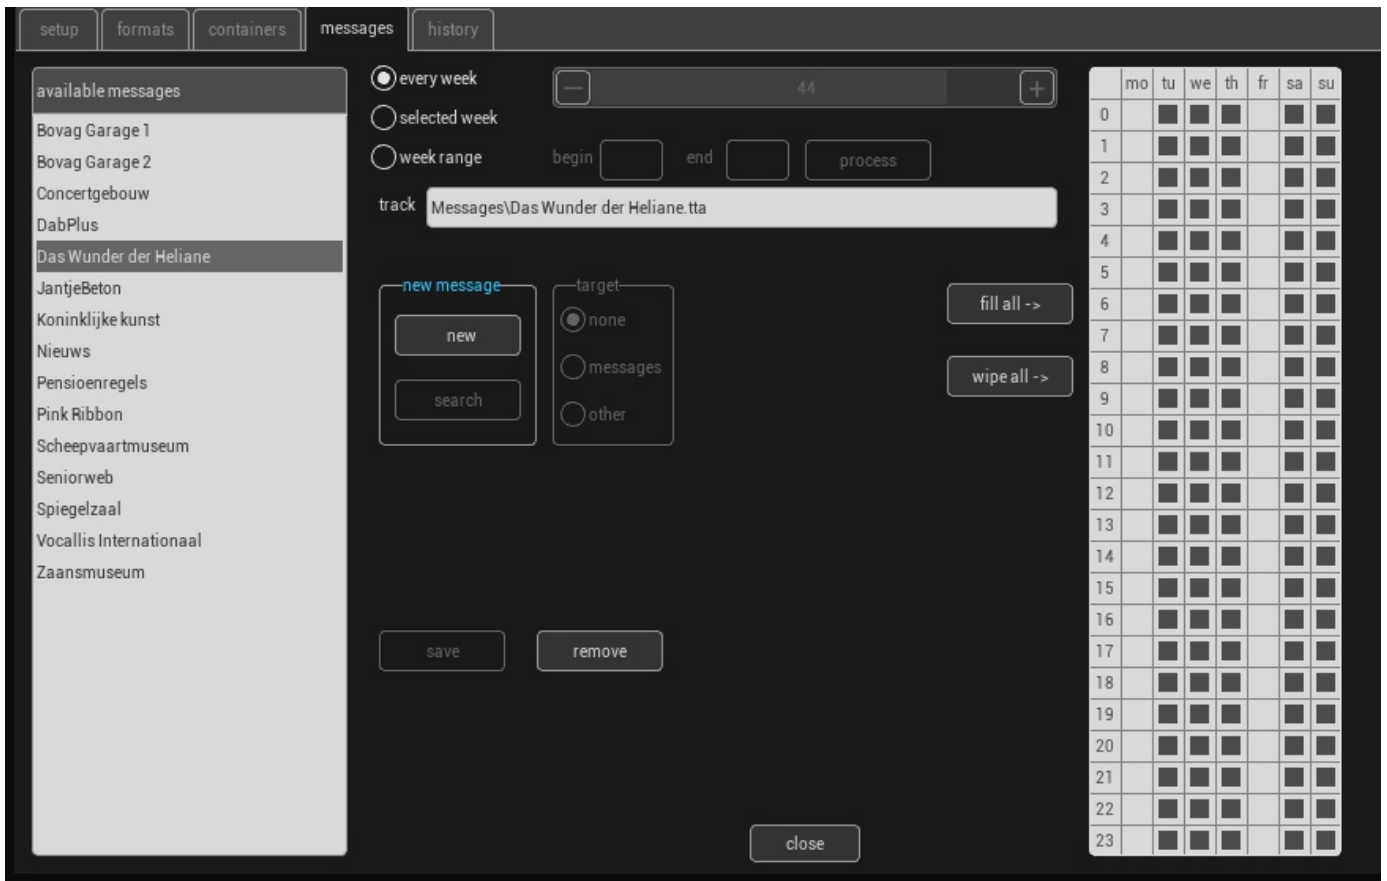 setup formats containers messages history
available messages
Bovag Garage 1
Bovag Garage 2
Concertgebouw
DabPlus
Das Wunder der Heliane
JantjeBeton
Koninklijke kunst
Nieuws
Pensioenregels
Pink Ribbon
Scheepvaartmuseum
Seniorweb
Spiegelzaal
Vocallis Internationaal
Zaansmuseum
every week
44
selected week
week range begin end process
track Messages\Das Wunder der Heliane.tta
new message
new
search
target
none
messages
other
fill all ->
wipe all ->
save remove
close
mo tu we th fr sa su
0
1
2
3
4
5
6
7
8
9
10
11
12
13
14
15
16
17
18
19
20
21
22
23